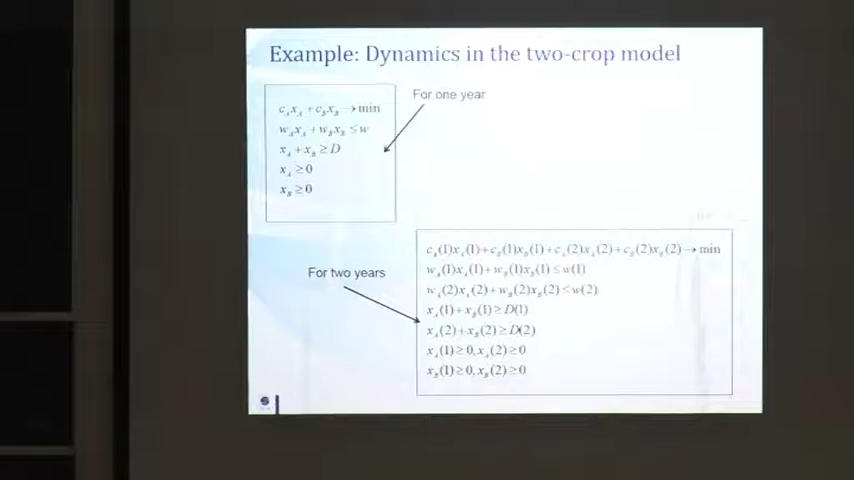 Example: Dynamics in the two-crop model
For one year
c_A x_A + c_B x_B → min
w_A x_A + w_B x_B ≤ w
x_A + x_B ≥ D
x_A ≥ 0
x_B ≥ 0
For two years
c_A(1)x_A(1)+c_B(1)x_B(1)+c_A(2)x_A(2)+c_B(2)x_B(2)→min
w_A(1)x_A(1)+w_B(1)x_B(1)≤w(1)
w_A(2)x_A(2)+w_B(2)x_B(2)≤w(2)
x_A(1)+x_B(1)≥D(1)
x_A(2)+x_B(2)≥D(2)
x_A(1)≥0,x_A(2)≥0
x_B(1)≥0,x_B(2)≥0